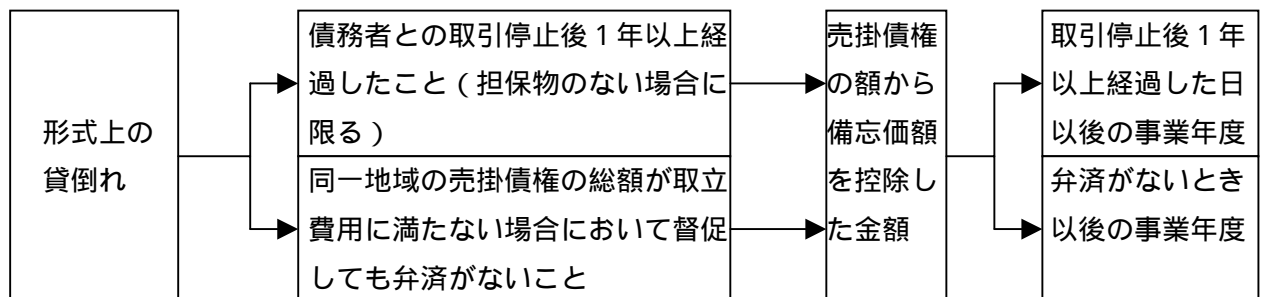 形式上の
貸倒れ
債務者との取引停止後１年以上経
過したこと（担保物のない場合に
限る）
同一地域の売掛債権の総額が取立
費用に満たない場合において督促
しても弁済がないこと
売掛債権
の額から
備忘価額
を控除し
た金額
取引停止後１年
以上経過した日
以後の事業年度
弁済がないとき
以後の事業年度